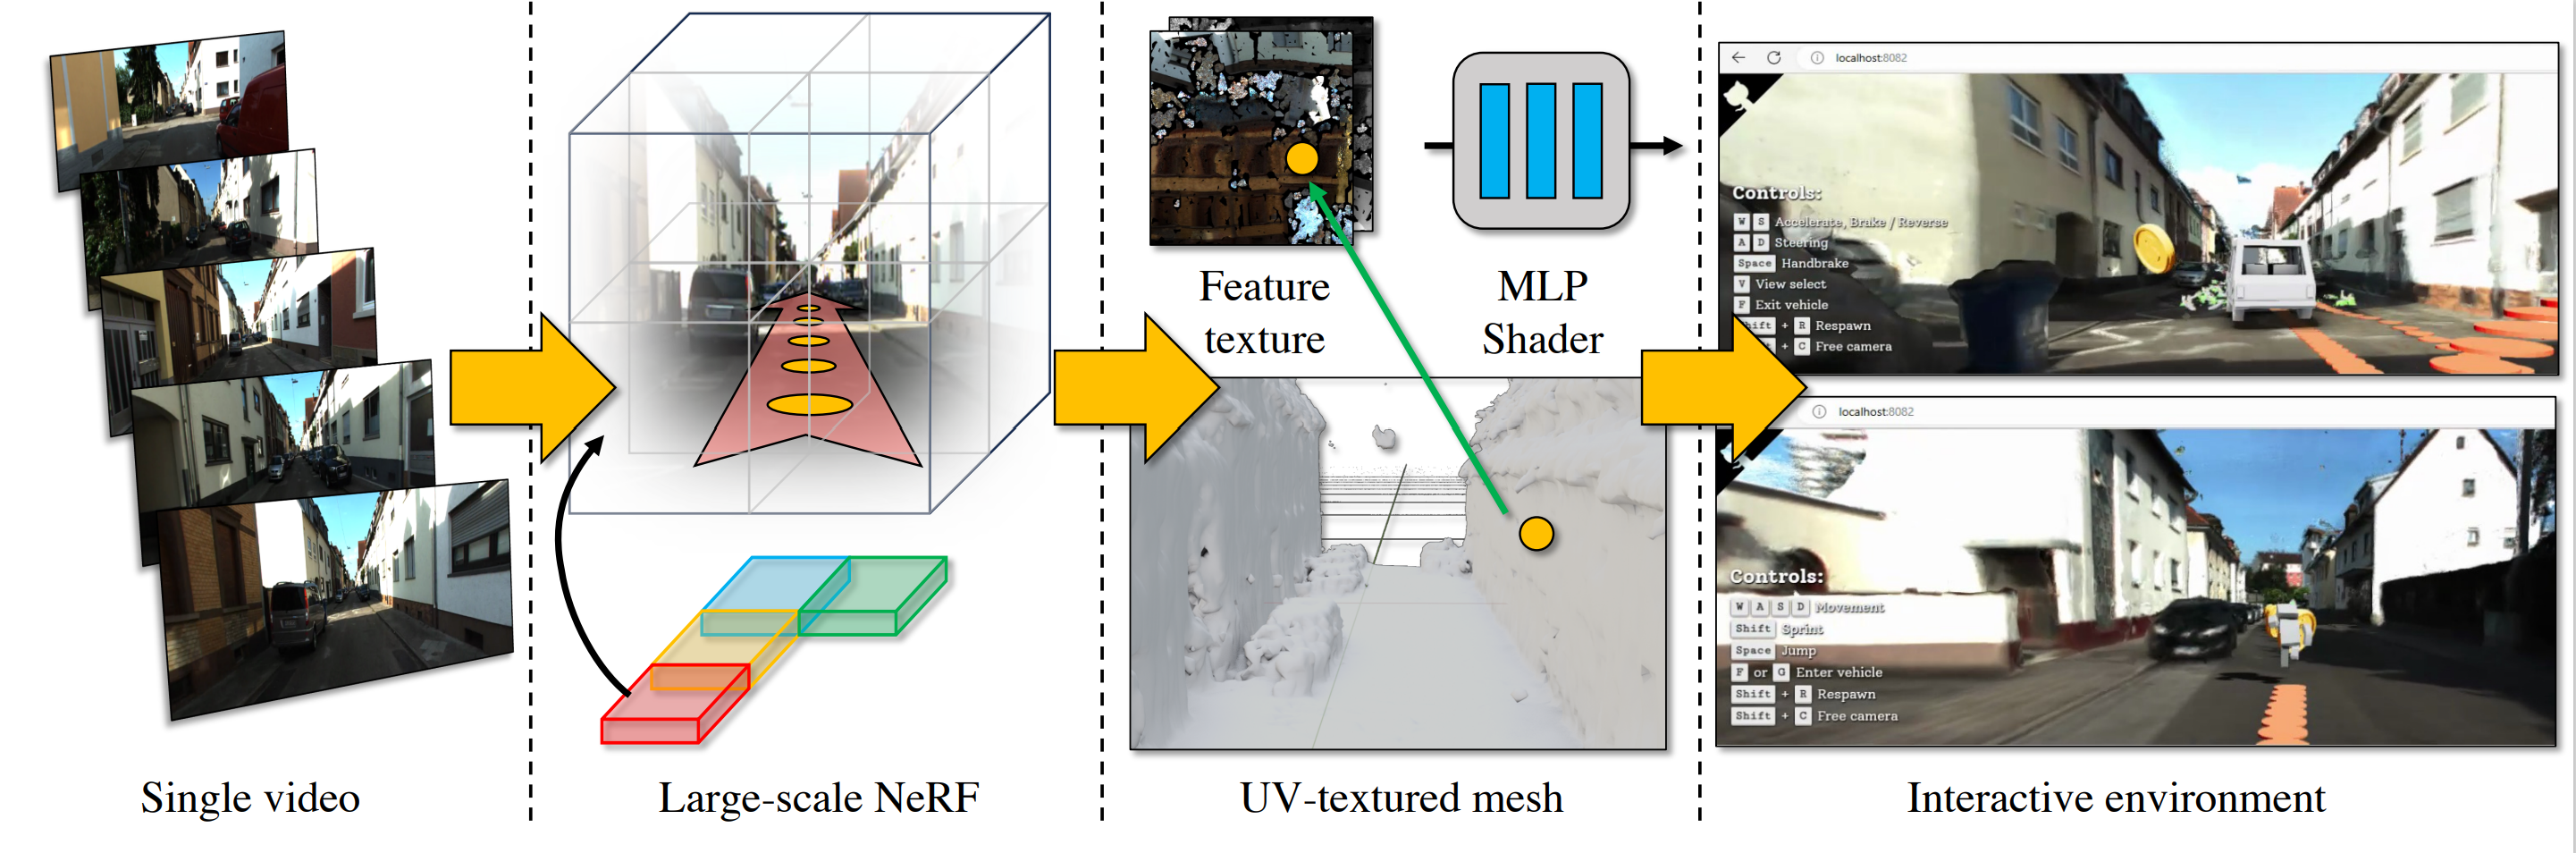 localhost:8082
Controls:
W S Accelerate, Brake / Reverse
A D Steering
Space Handbrake
V View select
F Exit vehicle
Shift + R Respawn
+ C Free camera
Feature
texture
MLP
Shader
localhost:8082
Controls:
W A S D Movement
Shift Sprint
Space Jump
F or G Enter vehicle
Shift + R Respawn
Shift + C Free camera
Single video
Large-scale NeRF
UV-textured mesh
Interactive environment